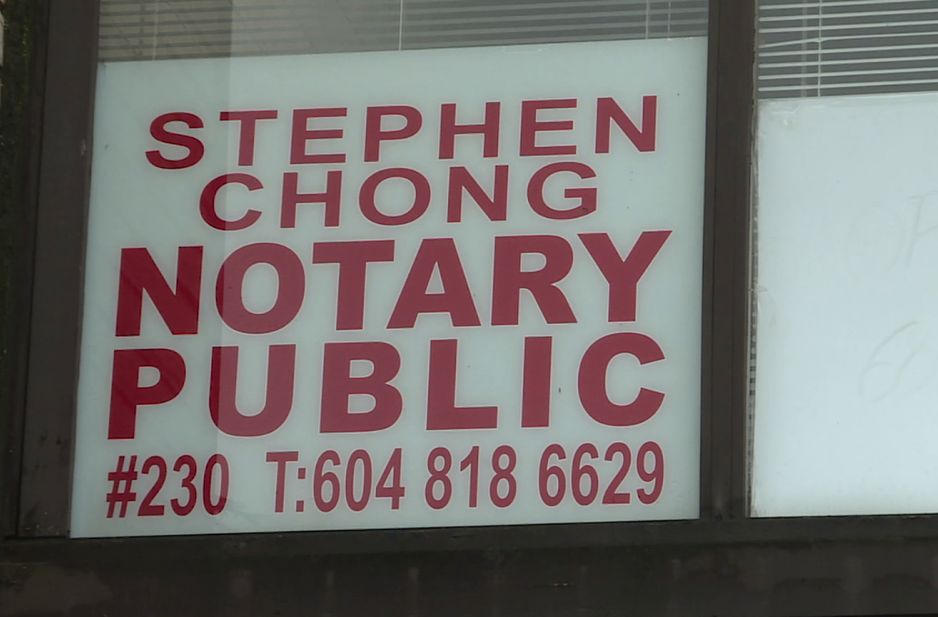 STEPHEN
CHONG
NOTARY
PUBLIC
#230 T:604 818 6629